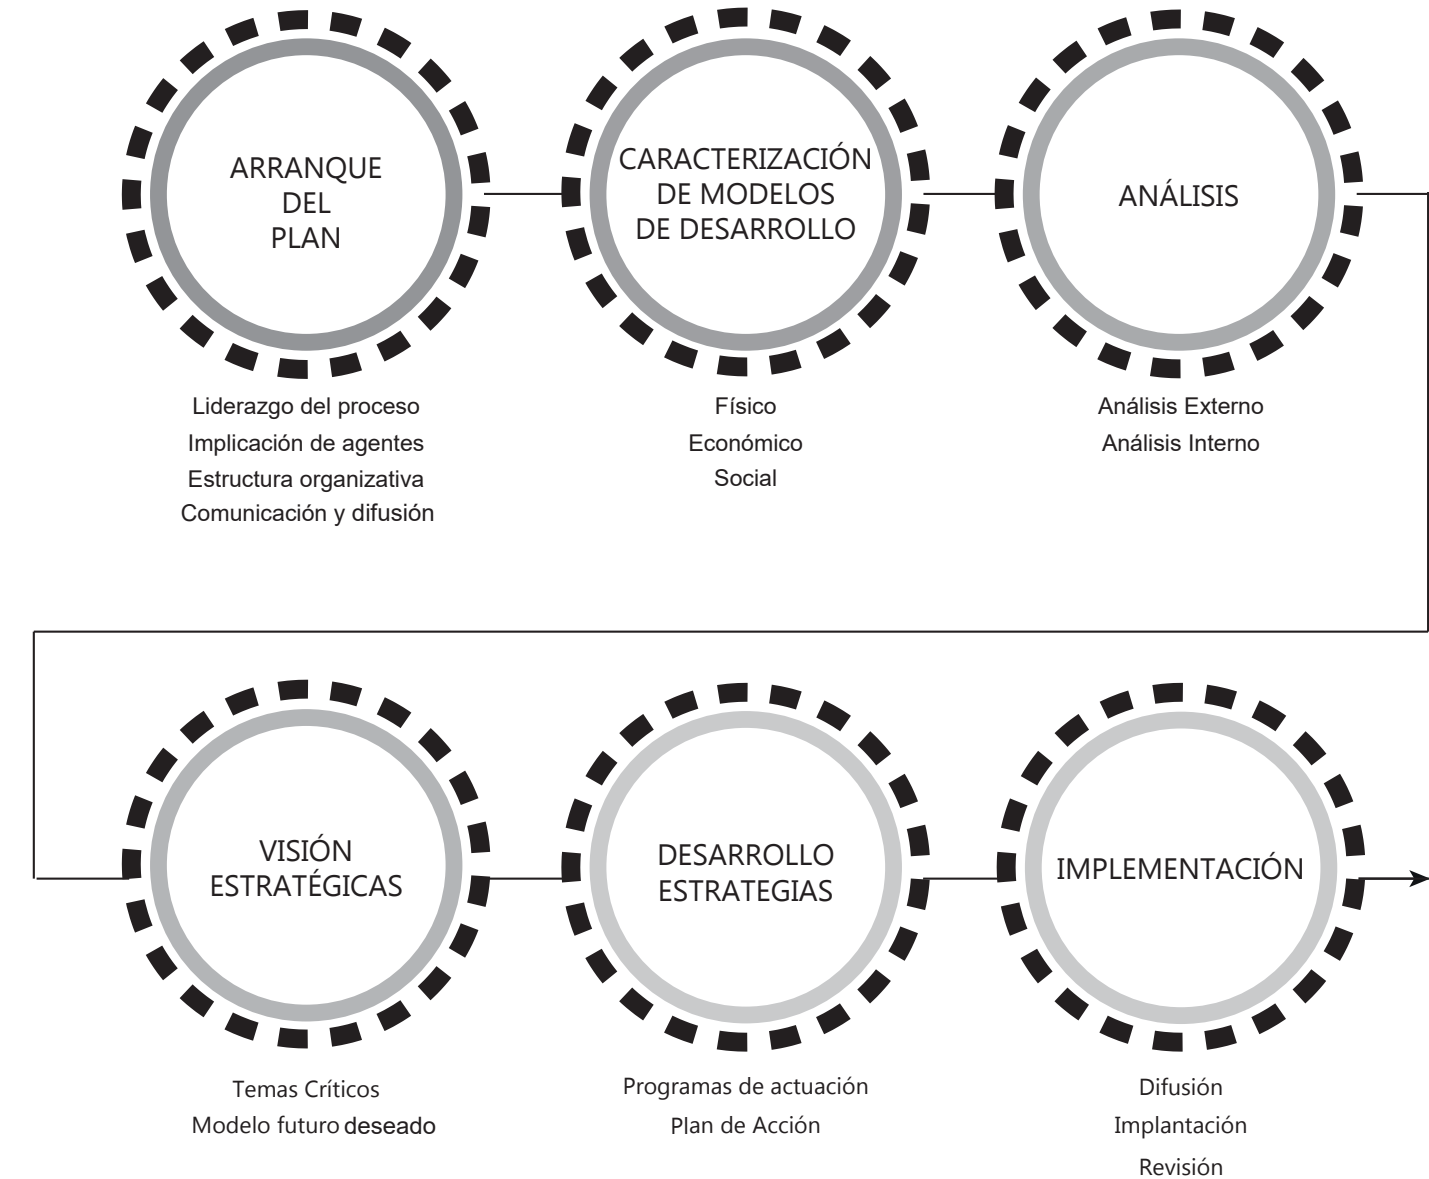 ARRANQUE
DEL
PLAN
Liderazgo del proceso
Implicación de agentes
Estructura organizativa
Comunicación y difusión
CARACTERIZACIÓN
DE MODELOS
DE DESARROLLO
Físico
Económico
Social
ANÁLISIS
Análisis Externo
Análisis Interno
VISIÓN
ESTRATÉGICAS
Temas Críticos
Modelo futuro deseado
DESARROLLO
ESTRATEGIAS
Programas de actuación
Plan de Acción
IMPLEMENTACIÓN
Difusión
Implantación
Revisión